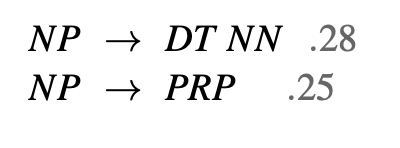 NP → DT NN .28
NP → PRP .25